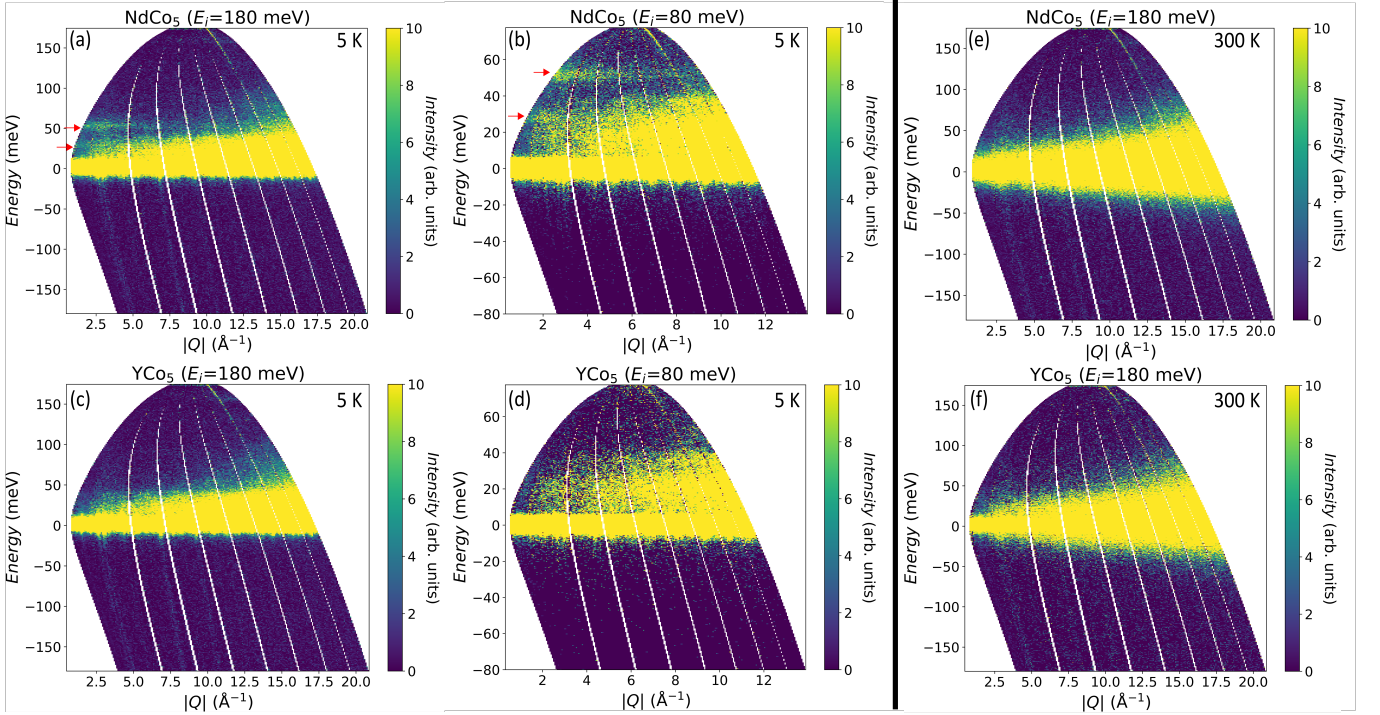 NdCo₅ (Eᵢ=180 meV)
(a)
5 K
150
100
50
0
−50
−100
−150
Energy (meV)
2.5 5.0 7.5 10.0 12.5 15.0 17.5 20.0
|Q| (Å⁻¹)
10
8
6
4
2
0
Intensity (arb. units)
NdCo₅ (Eᵢ=80 meV)
(b)
5 K
60
40
20
0
−20
−40
−60
−80
Energy (meV)
2 4 6 8 10 12
|Q| (Å⁻¹)
10
8
6
4
2
0
Intensity (arb. units)
NdCo₅ (Eᵢ=180 meV)
(e)
300 K
150
100
50
0
−50
−100
−150
Energy (meV)
2.5 5.0 7.5 10.0 12.5 15.0 17.5 20.0
|Q| (Å⁻¹)
10
8
6
4
2
0
Intensity (arb. units)
YCo₅ (Eᵢ=180 meV)
(c)
5 K
150
100
50
0
−50
−100
−150
Energy (meV)
2.5 5.0 7.5 10.0 12.5 15.0 17.5 20.0
|Q| (Å⁻¹)
10
8
6
4
2
0
Intensity (arb. units)
YCo₅ (Eᵢ=80 meV)
(d)
5 K
60
40
20
0
−20
−40
−60
−80
Energy (meV)
2 4 6 8 10 12
|Q| (Å⁻¹)
10
8
6
4
2
0
Intensity (arb. units)
YCo₅ (Eᵢ=180 meV)
(f)
300 K
150
100
50
0
−50
−100
−150
Energy (meV)
2.5 5.0 7.5 10.0 12.5 15.0 17.5 20.0
|Q| (Å⁻¹)
10
8
6
4
2
0
Intensity (arb. units)